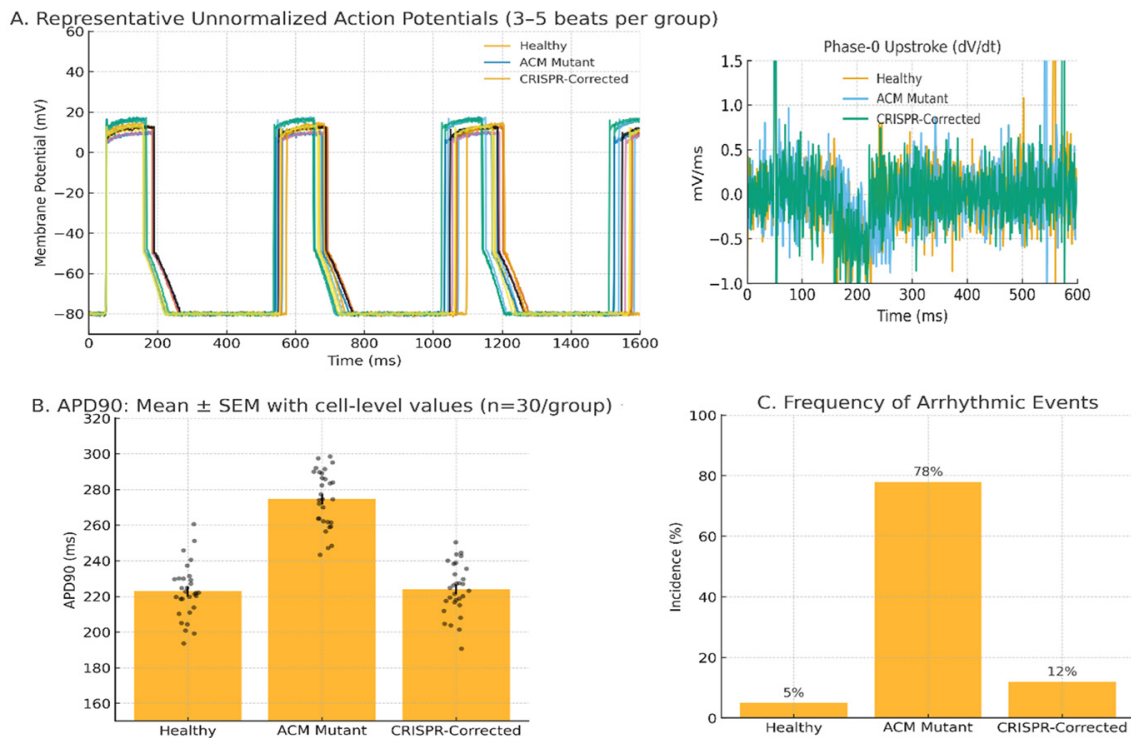 A. Representative Unnormalized Action Potentials (3–5 beats per group)
60
40
20
0
−20
−40
−60
−80
Membrane Potential (mV)
Healthy
ACM Mutant
CRISPR-Corrected
0 200 400 600 800 1000 1200 1400 1600
Time (ms)
Phase-0 Upstroke (dV/dt)
1.5
1.0
0.5
0.0
−0.5
−1.0
mV/ms
Healthy
ACM Mutant
CRISPR-Corrected
0 100 200 300 400 500 600
Time (ms)
B. APD90: Mean ± SEM with cell-level values (n=30/group)
320
300
280
260
240
220
200
180
160
APD90 (ms)
Healthy ACM Mutant CRISPR-Corrected
C. Frequency of Arrhythmic Events
100
80
60
40
20
0
Incidence (%)
5%
78%
12%
Healthy ACM Mutant CRISPR-Corrected